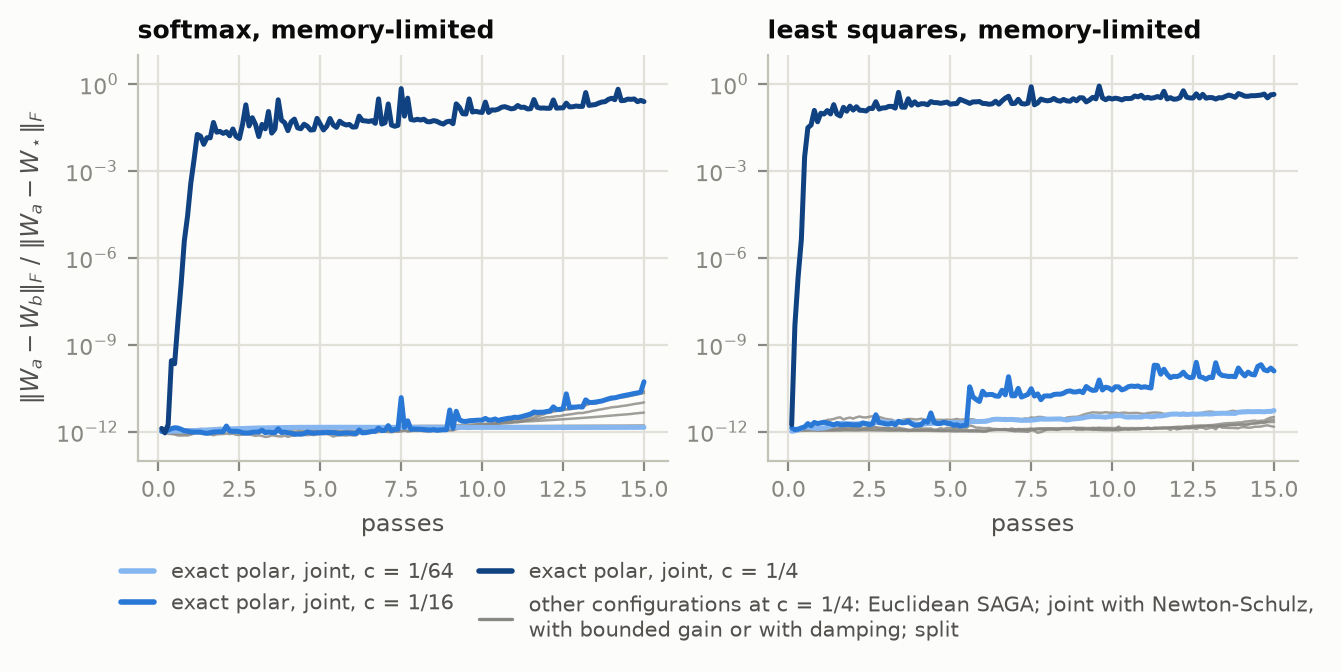 softmax, memory-limited
least squares, memory-limited
‖W_a − W_b‖_F / ‖W_a − W_⋆‖_F
10^0
10^−3
10^−6
10^−9
10^−12
0.0 2.5 5.0 7.5 10.0 12.5 15.0
passes
10^0
10^−3
10^−6
10^−9
10^−12
0.0 2.5 5.0 7.5 10.0 12.5 15.0
passes
exact polar, joint, c = 1/64
exact polar, joint, c = 1/16
exact polar, joint, c = 1/4
other configurations at c = 1/4: Euclidean SAGA; joint with Newton-Schulz,
with bounded gain or with damping; split